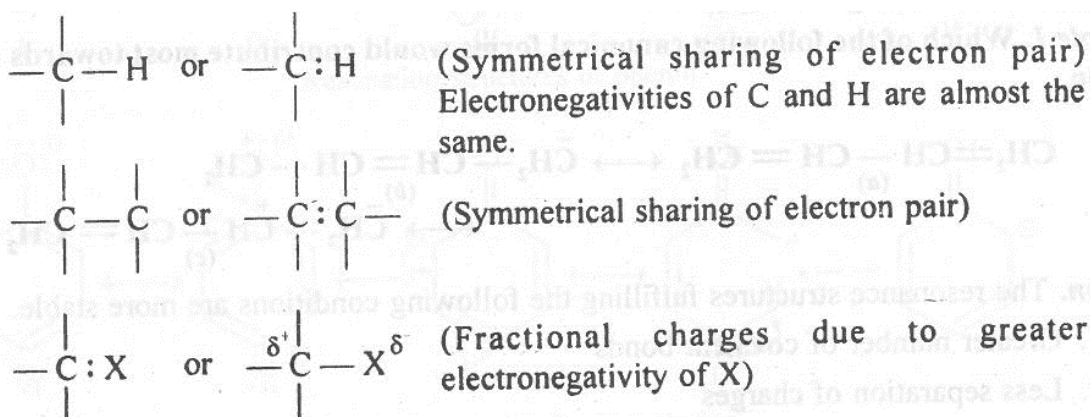 —C—H or —C:H (Symmetrical sharing of electron pair)
Electronegativities of C and H are almost the
same.
—C—C— or —C:C— (Symmetrical sharing of electron pair)
—C:X or δ+C—Xδ- (Fractional charges due to greater
electronegativity of X)